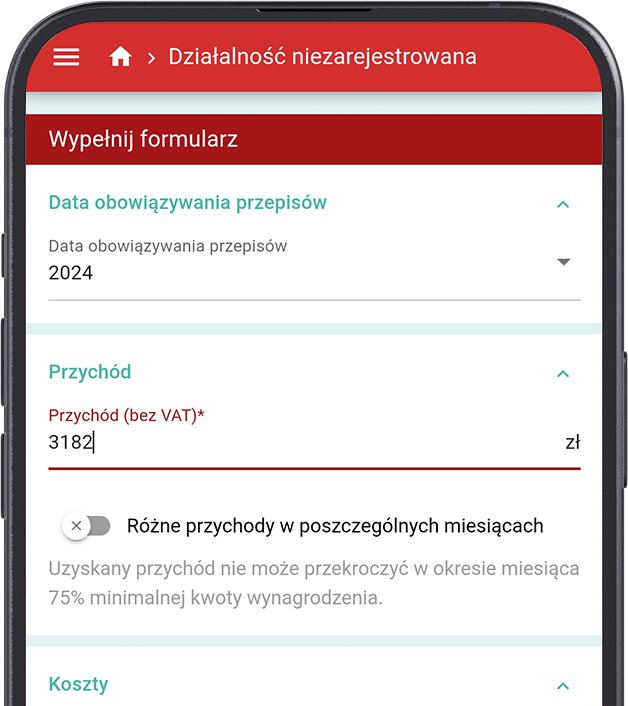 Działalność niezarejestrowana
Wypełnij formularz
Data obowiązywania przepisów
Data obowiązywania przepisów
2024
Przychód
Przychód (bez VAT)*
3182 zł
Różne przychody w poszczególnych miesiącach
Uzyskany przychód nie może przekroczyć w okresie miesiąca
75% minimalnej kwoty wynagrodzenia.
Koszty